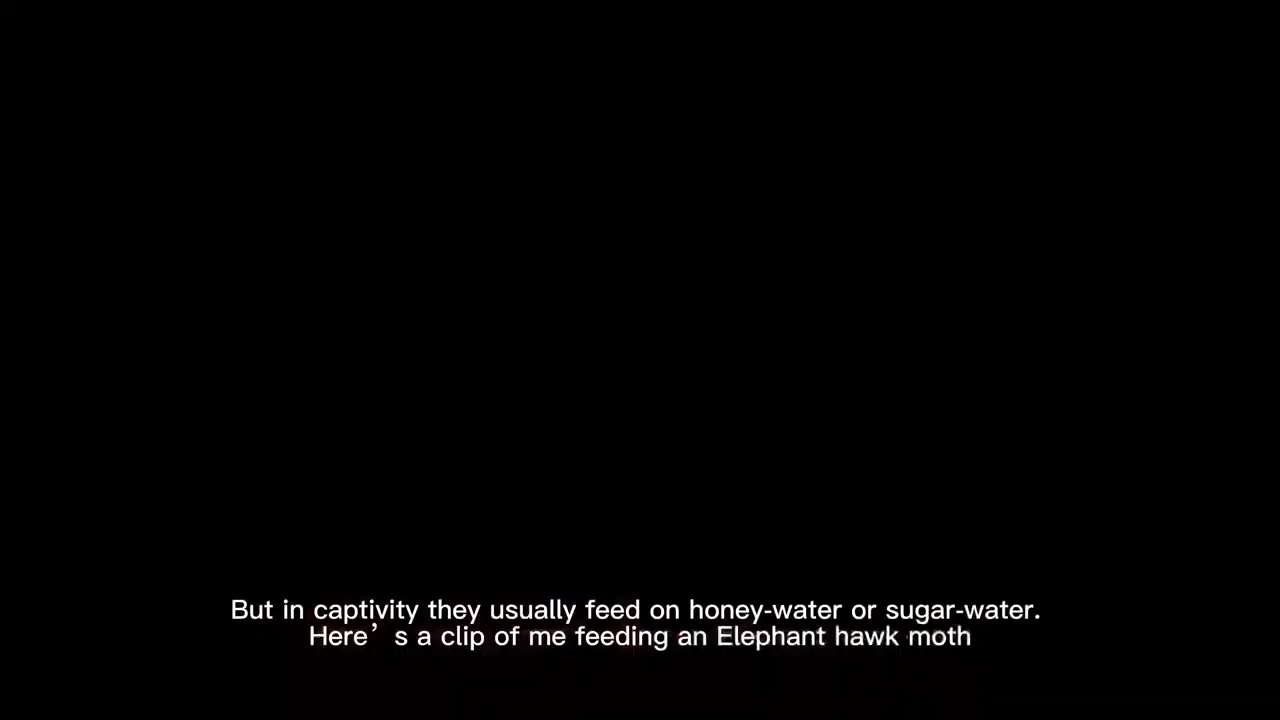 But in captivity they usually feed on honey-water or sugar-water.
Here’s a clip of me feeding an Elephant hawk moth